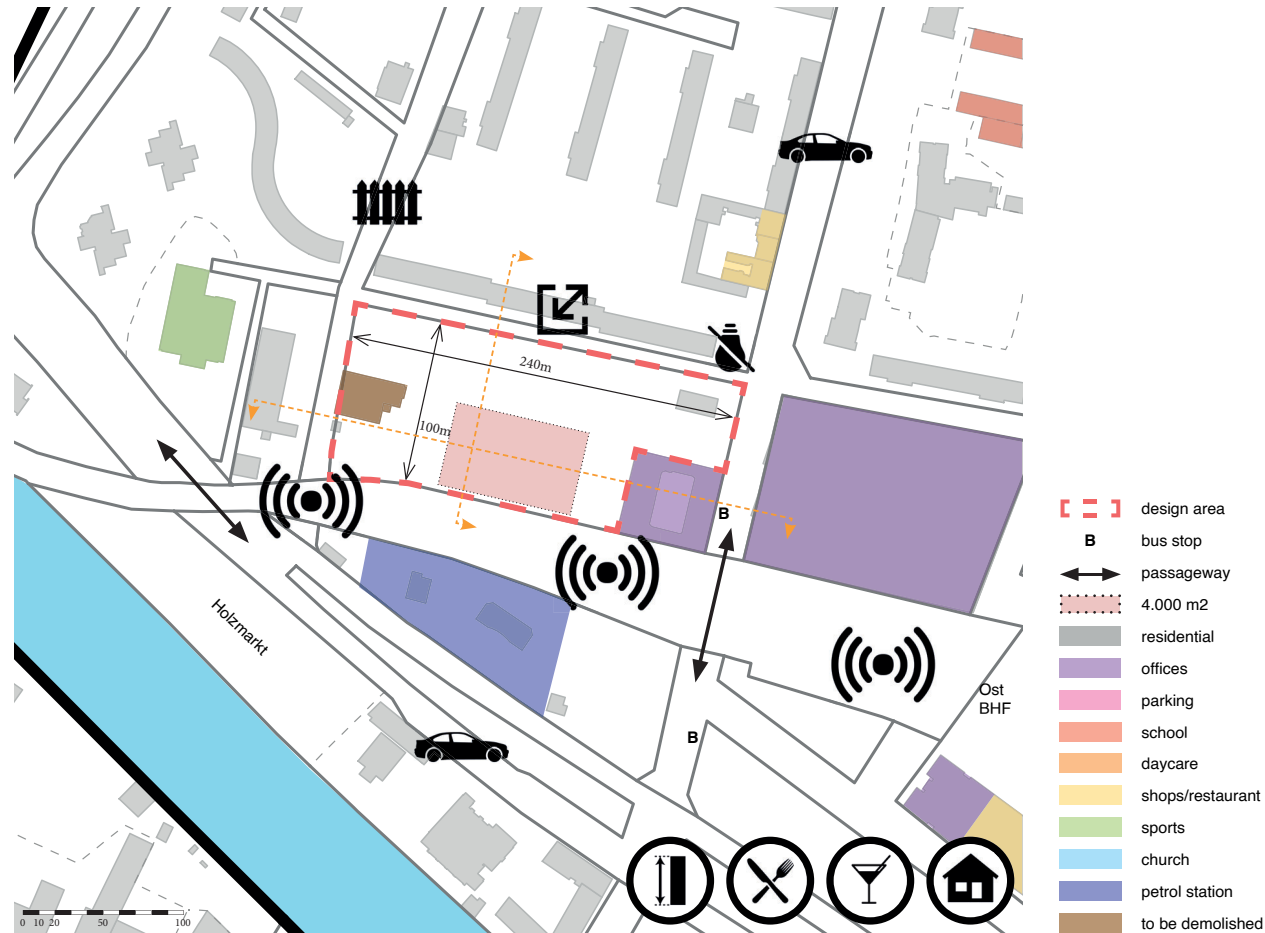 240m
100m
B
Holzmarkt
Ost
BHF
B
0 10 20 50 100
design area
B bus stop
passageway
4.000 m2
residential
offices
parking
school
daycare
shops/restaurant
sports
church
petrol station
to be demolished